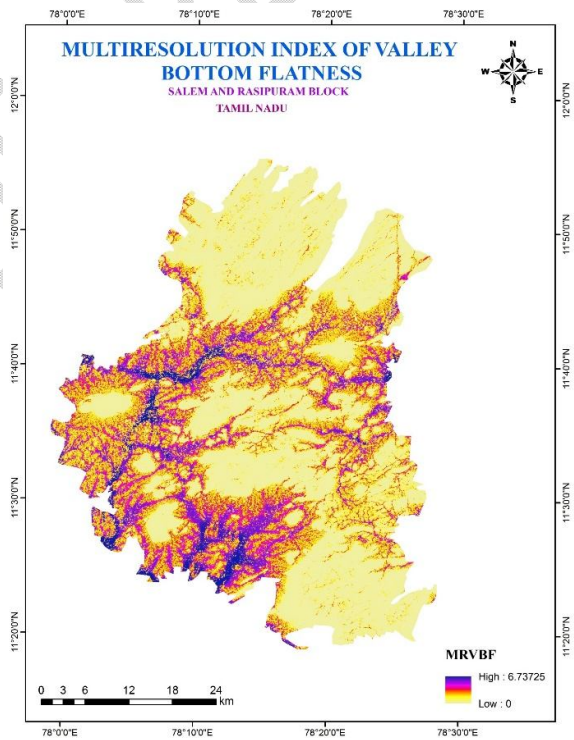 78°0'0"E 78°10'0"E 78°20'0"E 78°30'0"E
MULTIRESOLUTION INDEX OF VALLEY
BOTTOM FLATNESS
SALEM AND RASIPURAM BLOCK
TAMIL NADU
N
W E
S
12°0'0"N 12°0'0"N
11°50'0"N 11°50'0"N
11°40'0"N 11°40'0"N
11°30'0"N 11°30'0"N
11°20'0"N 11°20'0"N
MRVBF
High : 6.73725
Low : 0
0 3 6 12 18 24
km
78°0'0"E 78°10'0"E 78°20'0"E 78°30'0"E